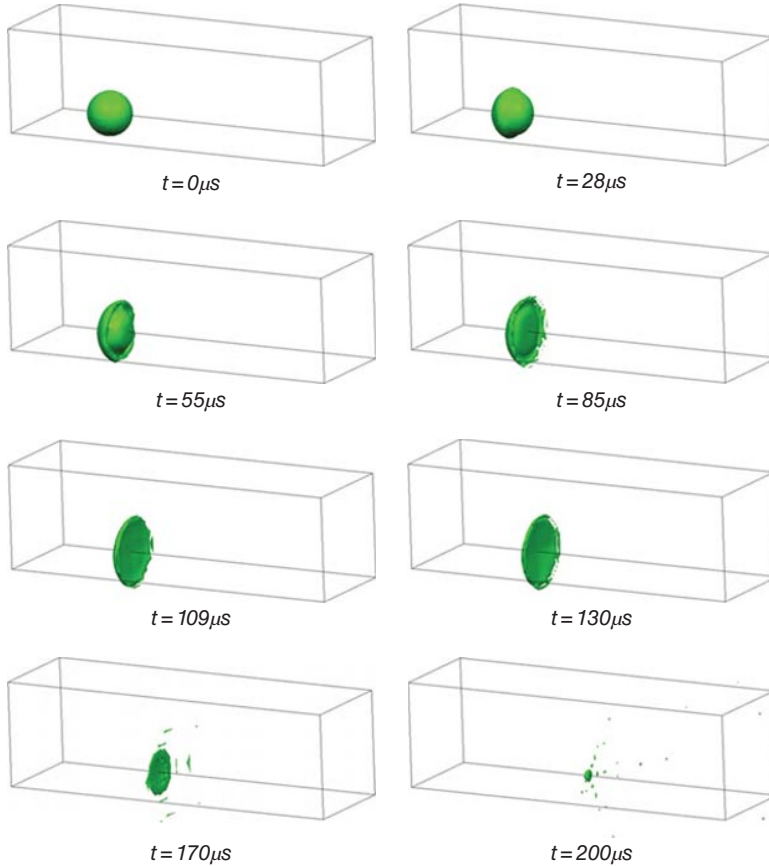 t = 0μs
t = 28μs
t = 55μs
t = 85μs
t = 109μs
t = 130μs
t = 170μs
t = 200μs